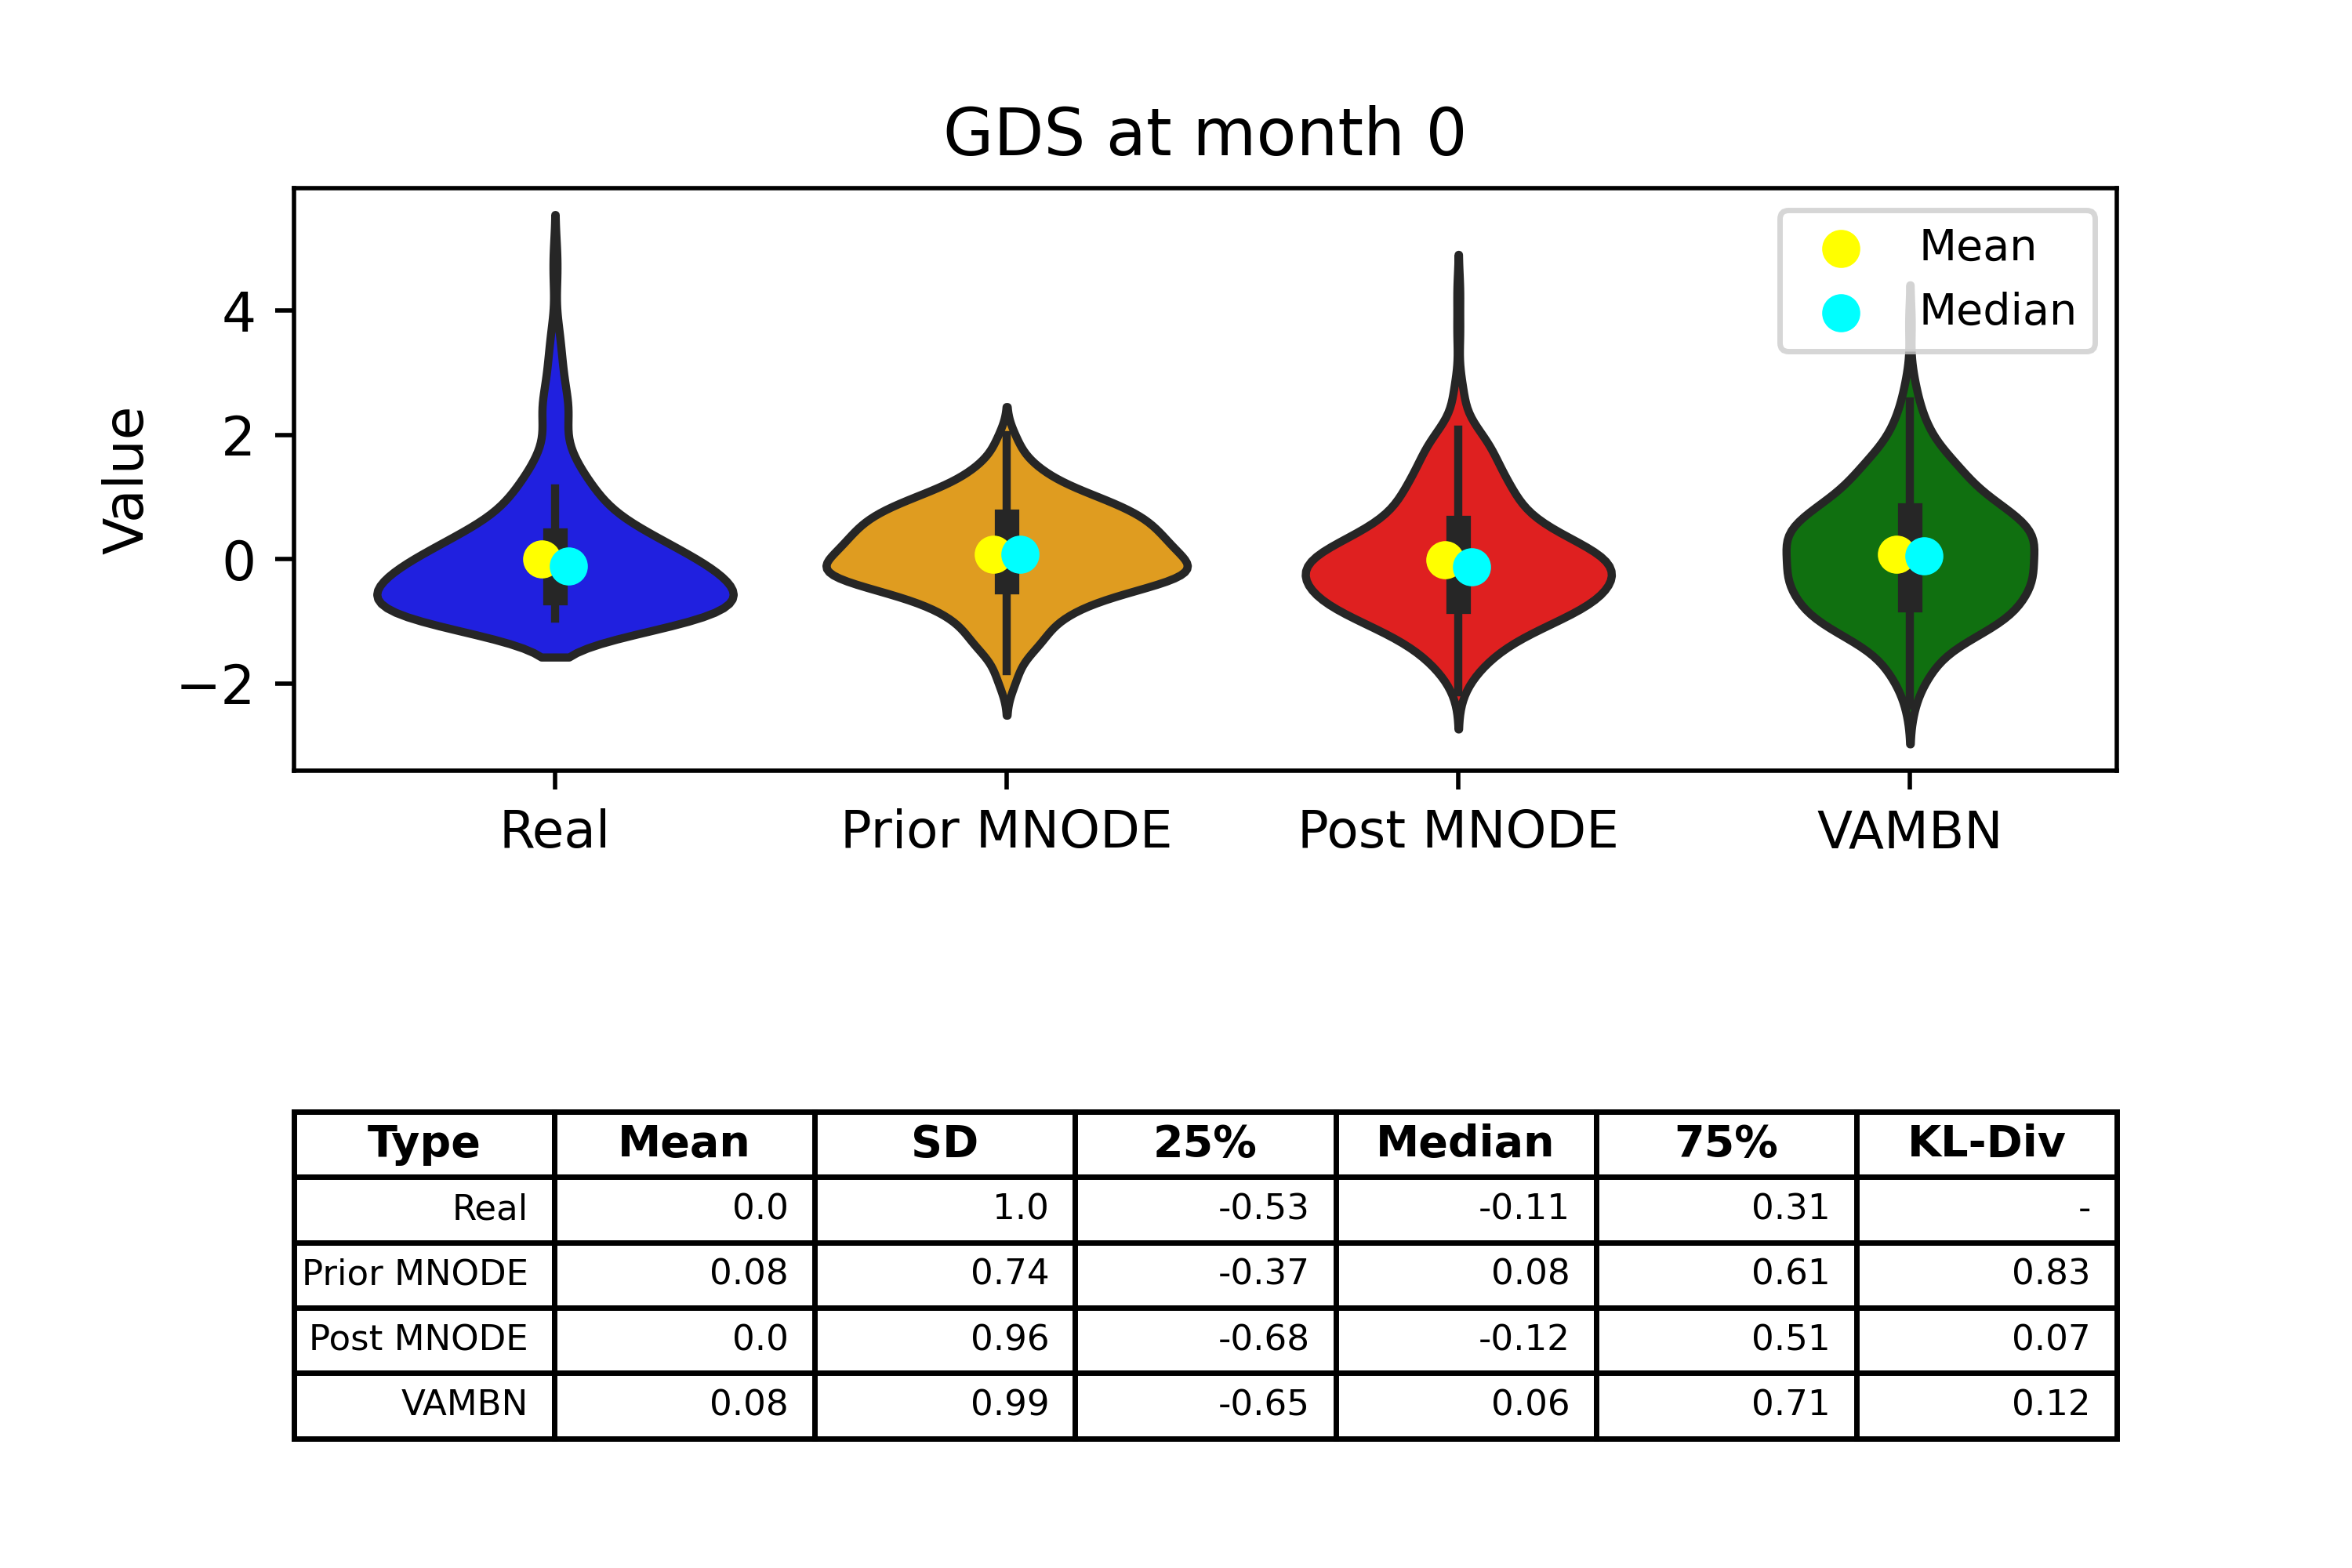 GDS at month 0
Value
4
2
0
−2
Mean
Median
Real Prior MNODE Post MNODE VAMBN
Type Mean SD 25% Median 75% KL-Div
Real 0.0 1.0 -0.53 -0.11 0.31 -
Prior MNODE 0.08 0.74 -0.37 0.08 0.61 0.83
Post MNODE 0.0 0.96 -0.68 -0.12 0.51 0.07
VAMBN 0.08 0.99 -0.65 0.06 0.71 0.12